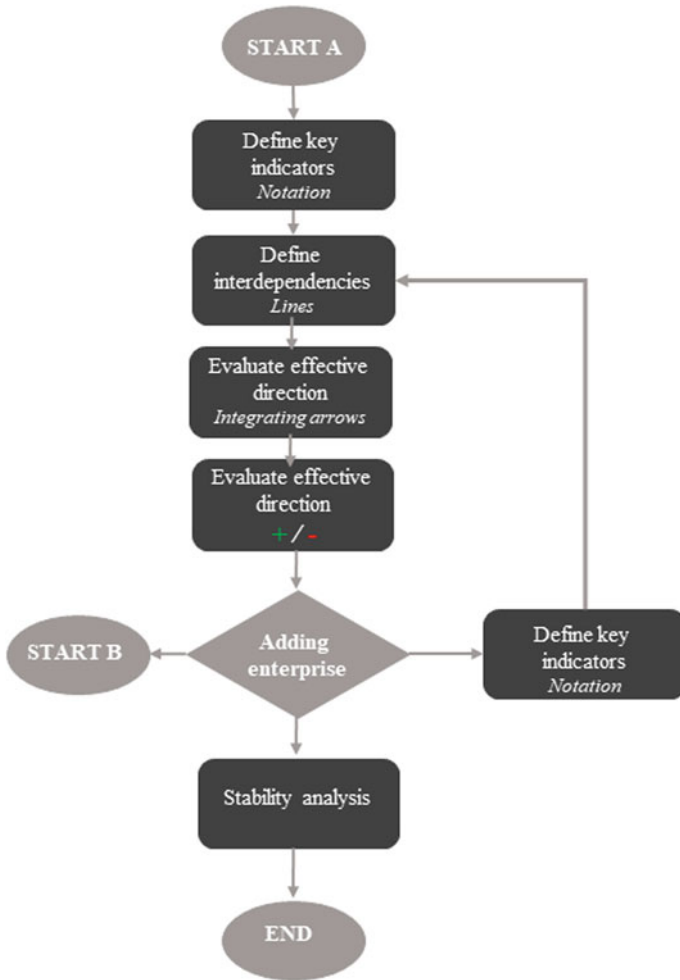 START A
Define key
indicators
Notation
Define
interdependencies
Lines
Evaluate effective
direction
Integrating arrows
Evaluate effective
direction
+ / -
START B
Adding
enterprise
Define key
indicators
Notation
Stability analysis
END